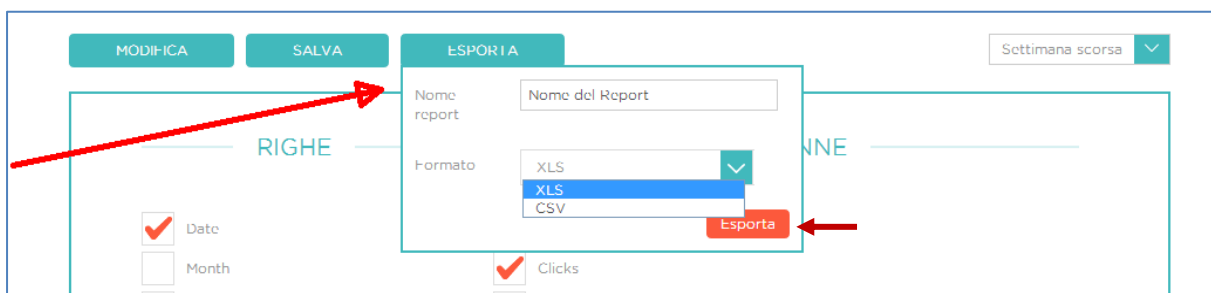 MODIFICA SALVA ESPORTA Settimana scorsa
Nome report Nome del Report
RIGHE NNE
Formato XLS
XLS
CSV
Esporta
Date
Month Clicks